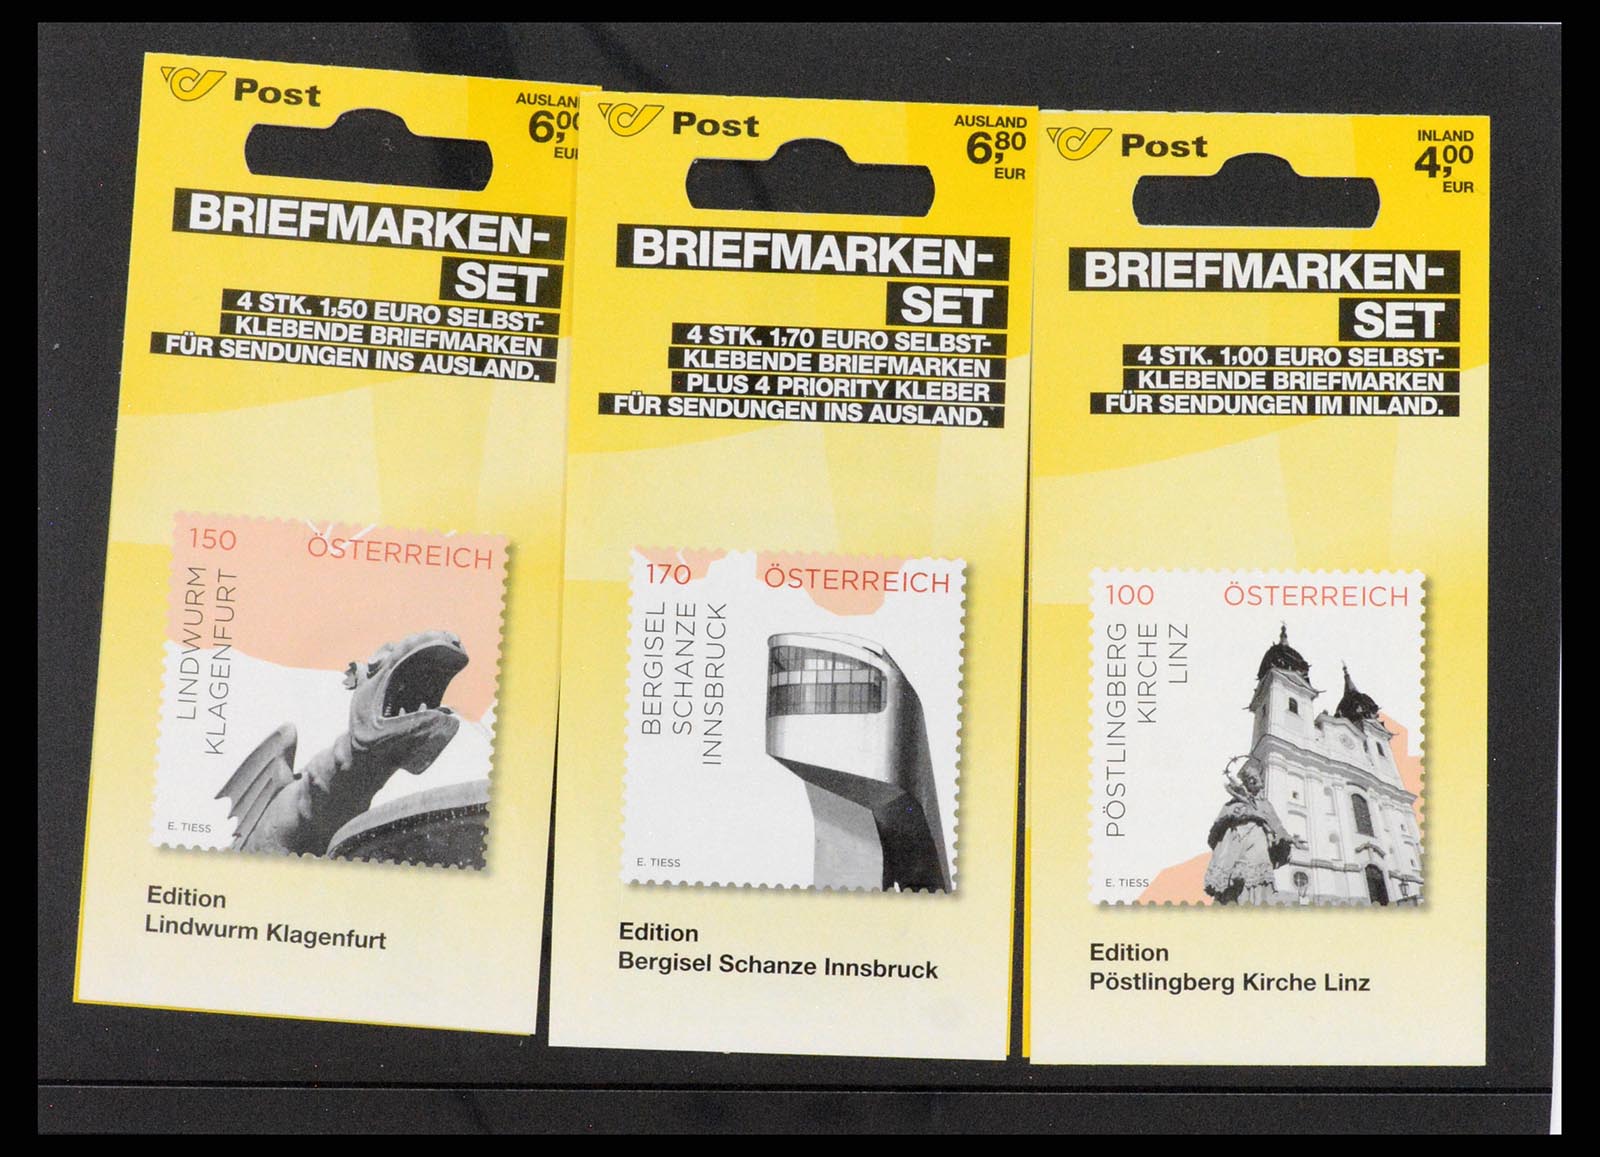 Post
AUSLAN
6,00
EU
BRIEFMARKEN-
SET
4 STK. 1,50 EURO SELBST-
KLEBENDE BRIEFMARKEN
FÜR SENDUNGEN INS AUSLAND.
150
ÖSTERREICH
LINDWURM
KLAGENFURT
E. TIESS
Edition
Lindwurm Klagenfurt
Post
AUSLAND
6,80
EUR
BRIEFMARKEN-
SET
4 STK. 1,70 EURO SELBST-
KLEBENDE BRIEFMARKEN
PLUS 4 PRIORITY KLEBER
FÜR SENDUNGEN INS AUSLAND.
170
ÖSTERREICH
BERGISEL
SCHANZE
INNSBRUCK
E. TIESS
Edition
Bergisel Schanze Innsbruck
Post
INLAND
4,00
EUR
BRIEFMARKEN-
SET
4 STK. 1,00 EURO SELBST-
KLEBENDE BRIEFMARKEN
FÜR SENDUNGEN IM INLAND.
100
ÖSTERREICH
PÖSTLINGBERG
KIRCHE
LINZ
E. TIESS
Edition
Pöstlingberg Kirche Linz